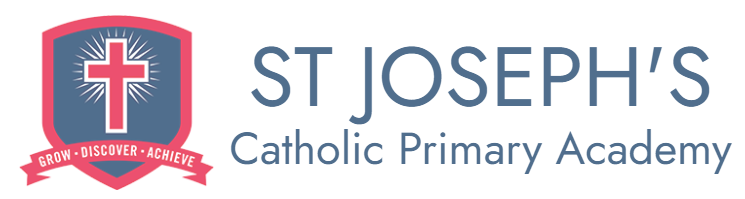 ST JOSEPH'S
Catholic Primary Academy
GROW • DISCOVER • ACHIEVE